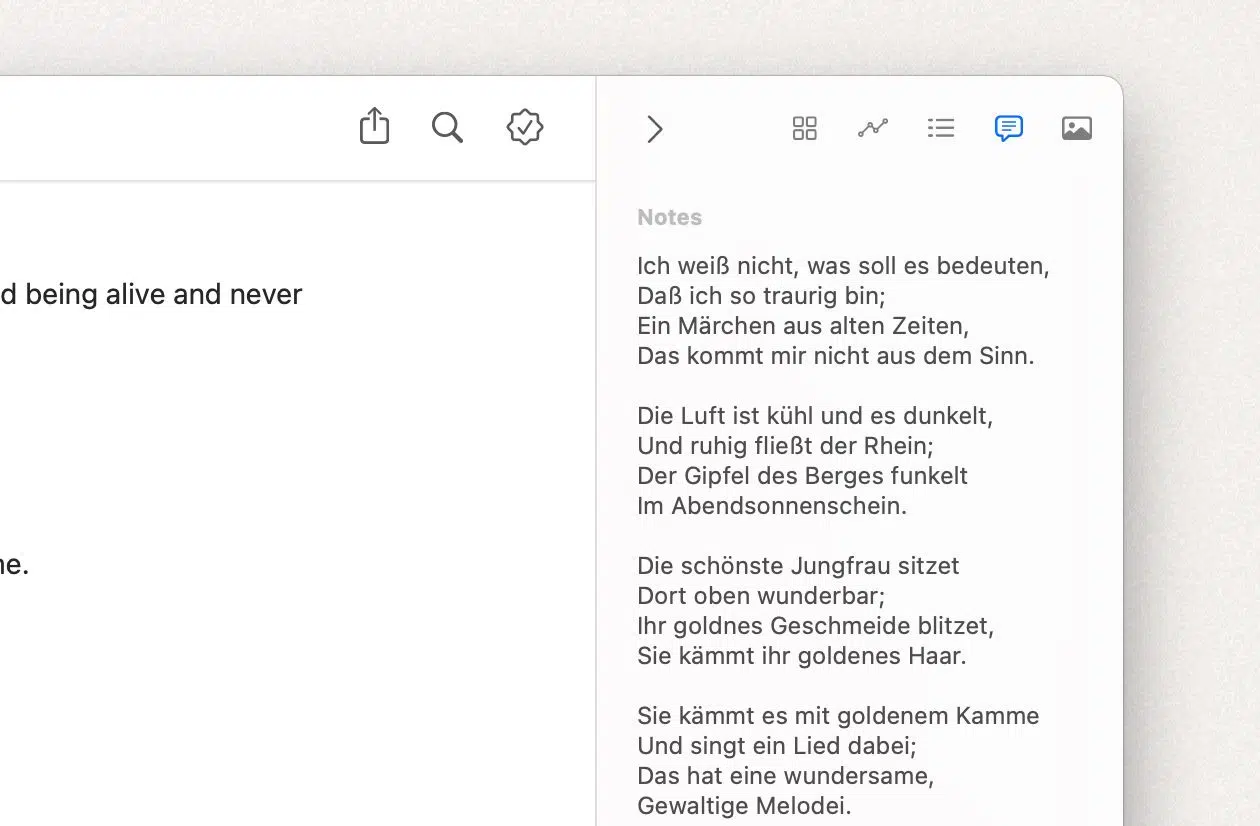 d being alive and never
ne.
Notes
Ich weiß nicht, was soll es bedeuten,
Daß ich so traurig bin;
Ein Märchen aus alten Zeiten,
Das kommt mir nicht aus dem Sinn.
Die Luft ist kühl und es dunkelt,
Und ruhig fließt der Rhein;
Der Gipfel des Berges funkelt
Im Abendsonnenschein.
Die schönste Jungfrau sitzet
Dort oben wunderbar;
Ihr goldnes Geschmeide blitzet,
Sie kämmt ihr goldenes Haar.
Sie kämmt es mit goldenem Kamme
Und singt ein Lied dabei;
Das hat eine wundersame,
Gewaltige Melodei.